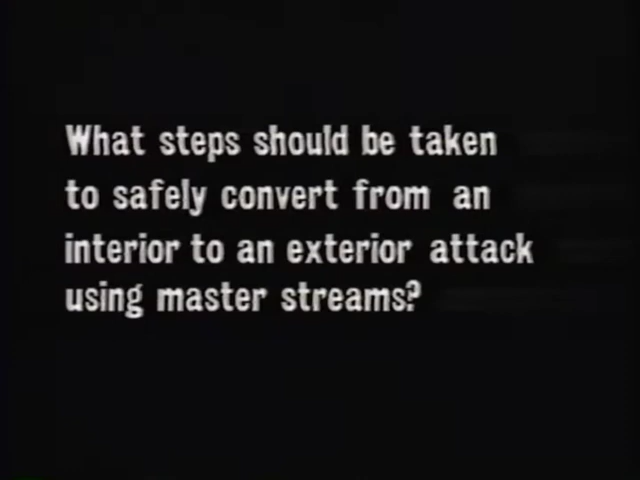 What steps should be taken
to safely convert from an
interior to an exterior attack
using master streams?